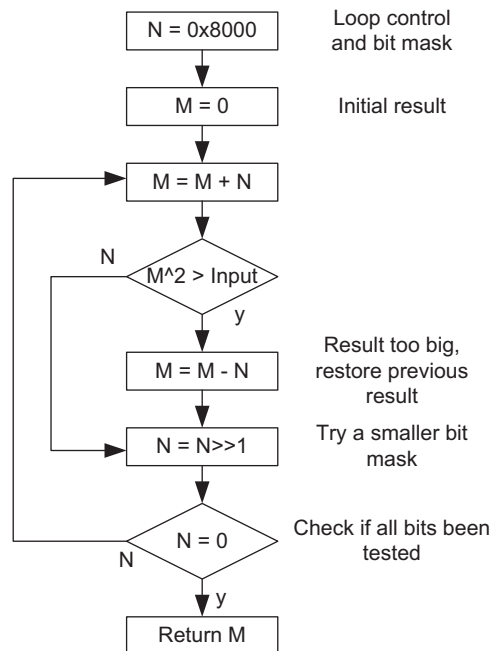 N = 0x8000
Loop control
and bit mask
M = 0
Initial result
M = M + N
N
M^2 > Input
y
M = M - N
Result too big,
restore previous
result
N = N>>1
Try a smaller bit
mask
N = 0
Check if all bits been
tested
N
y
Return M